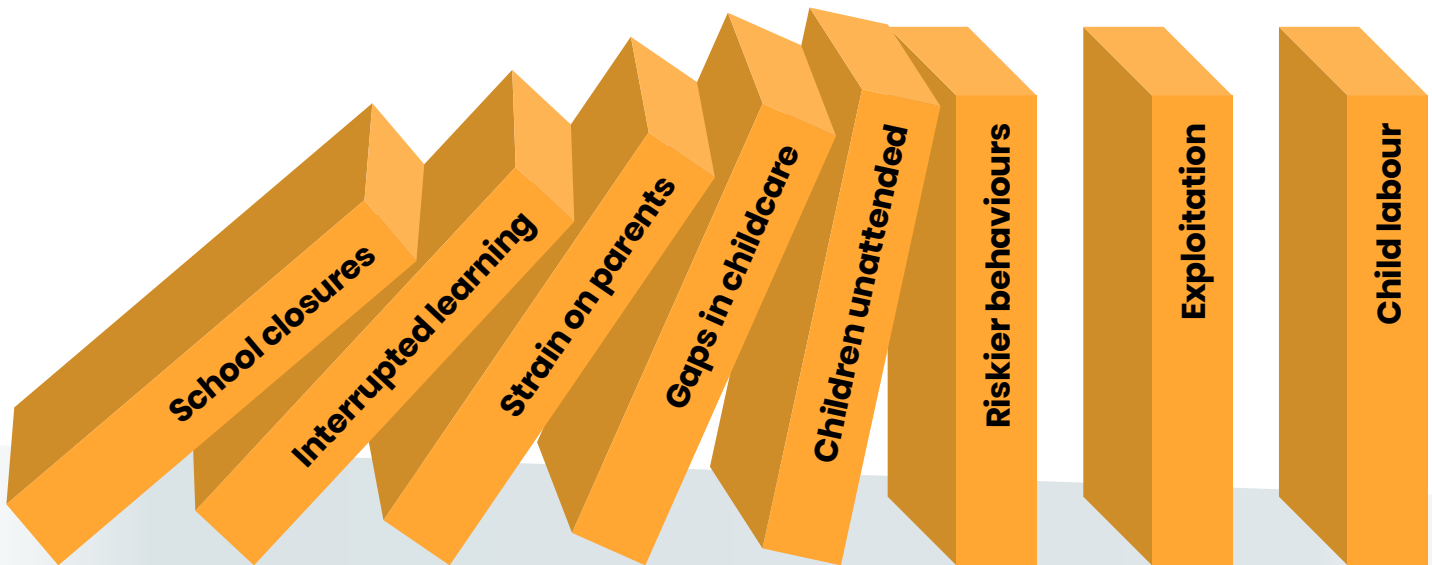 School closures
Interrupted learning
Strain on parents
Gaps in childcare
Children unattended
Riskier behaviours
Exploitation
Child labour